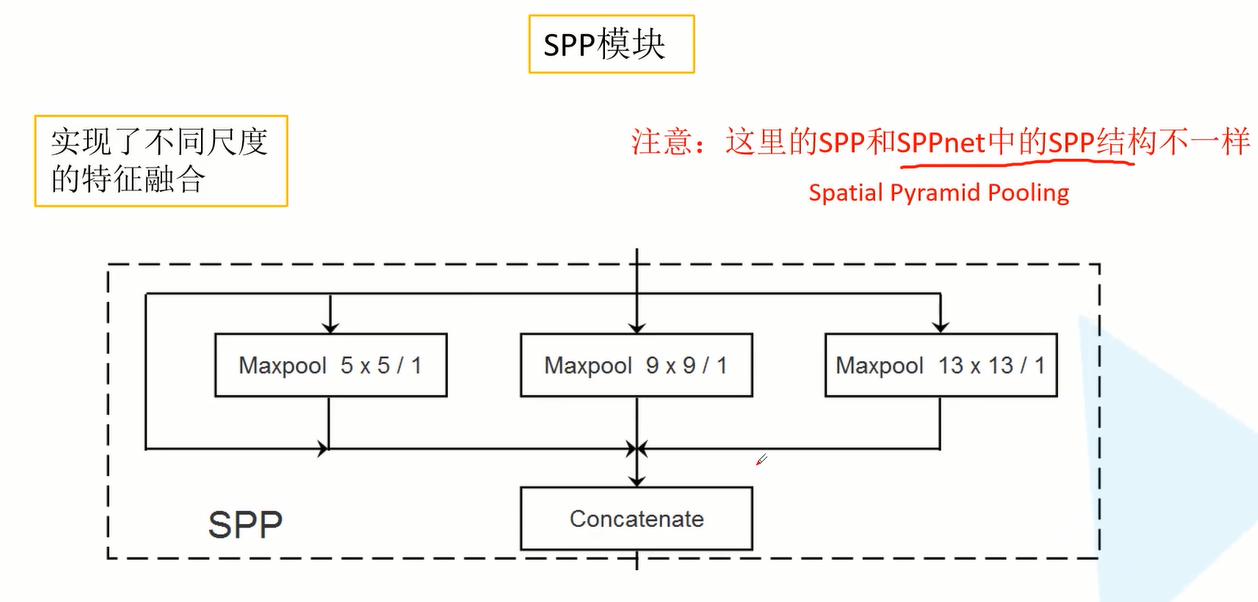 SPP模块
实现了不同尺度
的特征融合
注意：这里的SPP和SPPnet中的SPP结构不一样
Spatial Pyramid Pooling
Maxpool 5 x 5 / 1
Maxpool 9 x 9 / 1
Maxpool 13 x 13 / 1
Concatenate
SPP